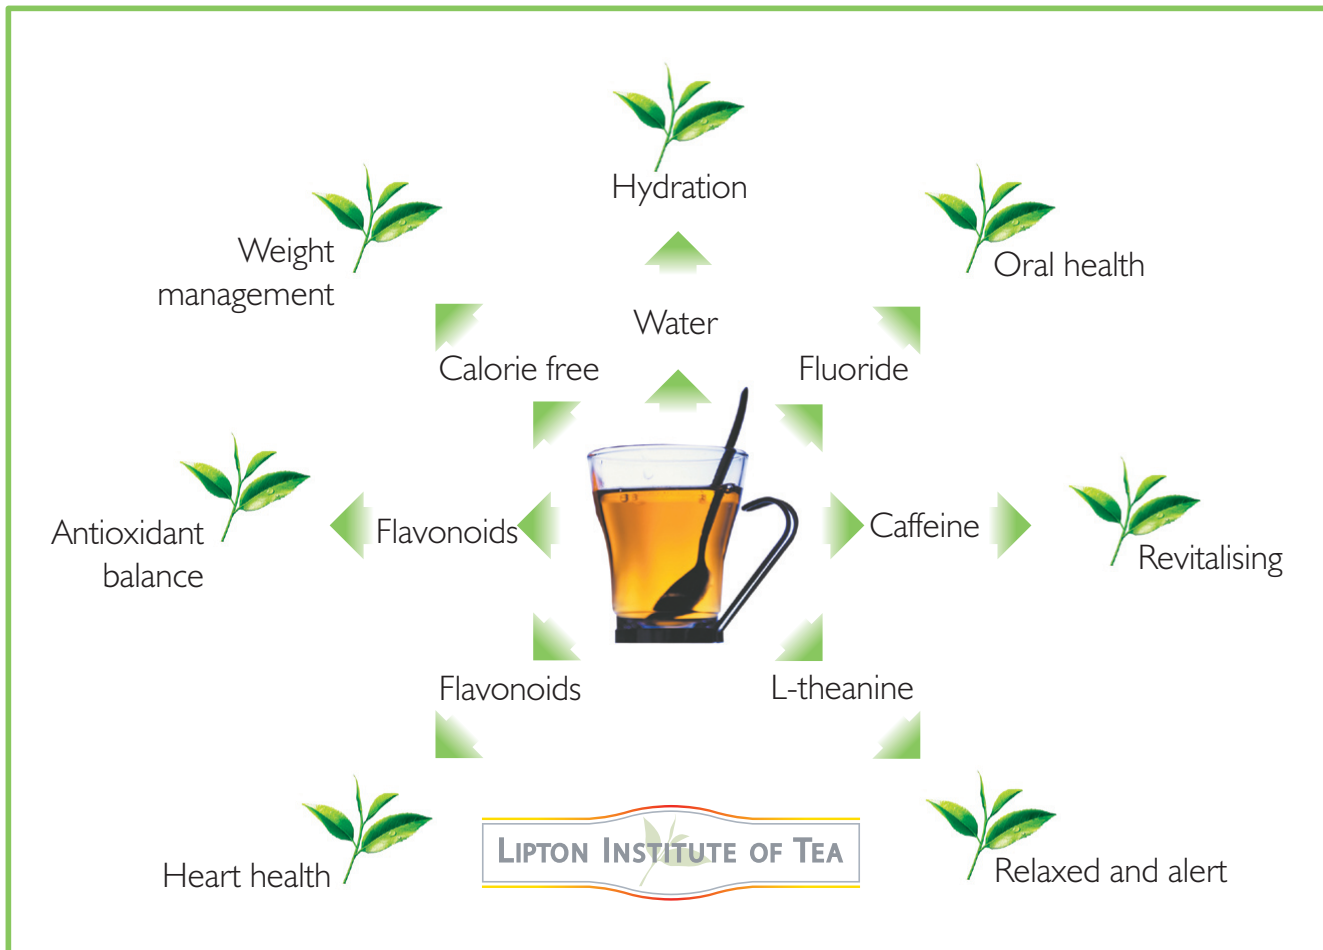 Hydration
Weight
management
Oral health
Water
Calorie free
Fluoride
Antioxidant
balance
Flavonoids
Caffeine
Revitalising
Flavonoids
L-theanine
Heart health
LIPTON INSTITUTE OF TEA
Relaxed and alert